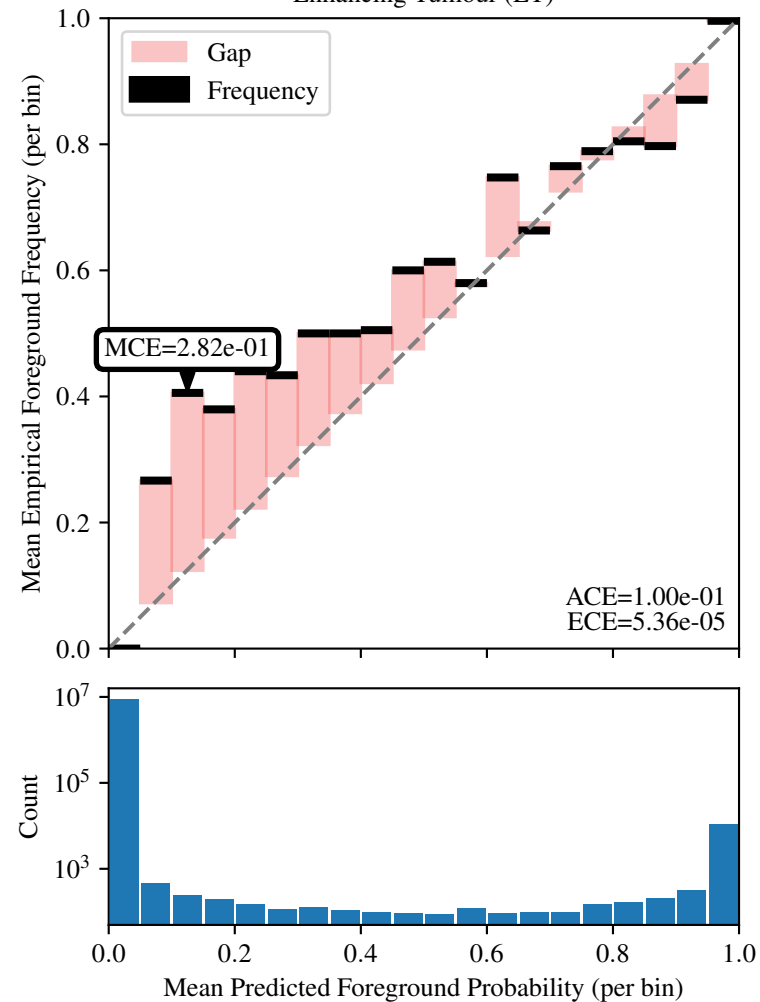 Enhancing Tumour (ET)
1.0
Gap
Frequency
0.8
0.6
MCE=2.82e-01
0.4
0.2
ACE=1.00e-01
ECE=5.36e-05
0.0
Mean Empirical Foreground Frequency (per bin)
10^7
10^5
10^3
Count
0.0 0.2 0.4 0.6 0.8 1.0
Mean Predicted Foreground Probability (per bin)